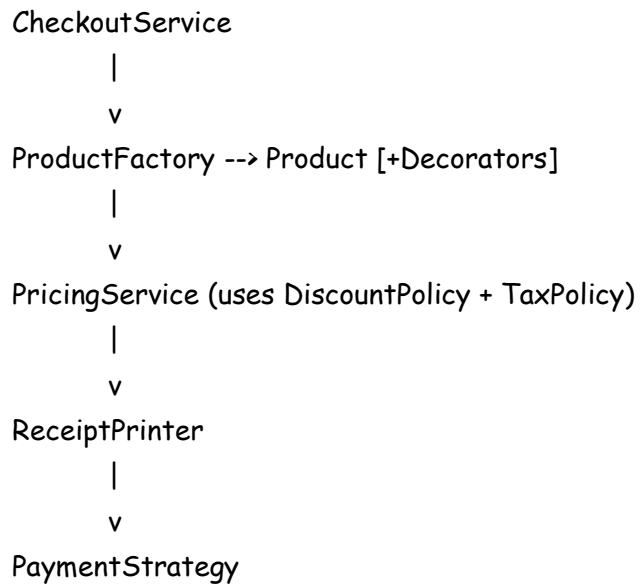 CheckoutService
|
v
ProductFactory --> Product [+Decorators]
|
v
PricingService (uses DiscountPolicy + TaxPolicy)
|
v
ReceiptPrinter
|
v
PaymentStrategy